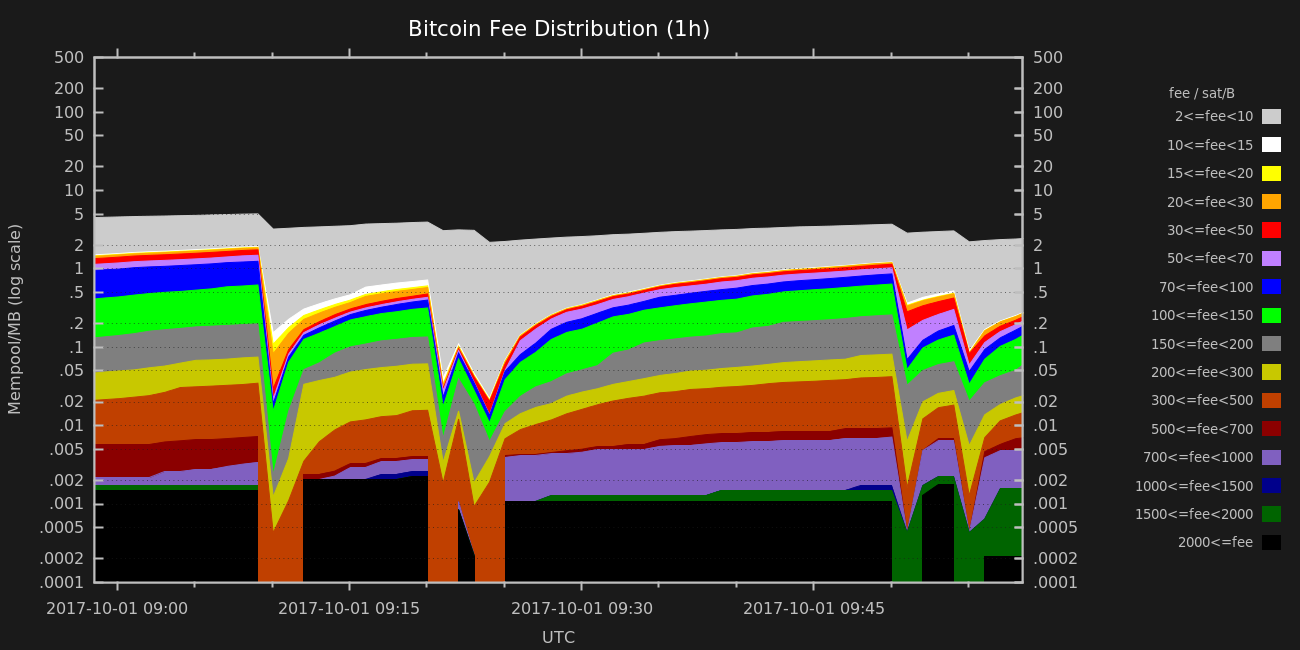 Bitcoin Fee Distribution (1h)
Mempool/MB (log scale)
500
200
100
50
20
10
5
2
1
.5
.2
.1
.05
.02
.01
.005
.002
.001
.0005
.0002
.0001
500
200
100
50
20
10
5
2
1
.5
.2
.1
.05
.02
.01
.005
.002
.001
.0005
.0002
.0001
2017-10-01 09:00
2017-10-01 09:15
2017-10-01 09:30
2017-10-01 09:45
UTC
fee / sat/B
2<=fee<10
10<=fee<15
15<=fee<20
20<=fee<30
30<=fee<50
50<=fee<70
70<=fee<100
100<=fee<150
150<=fee<200
200<=fee<300
300<=fee<500
500<=fee<700
700<=fee<1000
1000<=fee<1500
1500<=fee<2000
2000<=fee